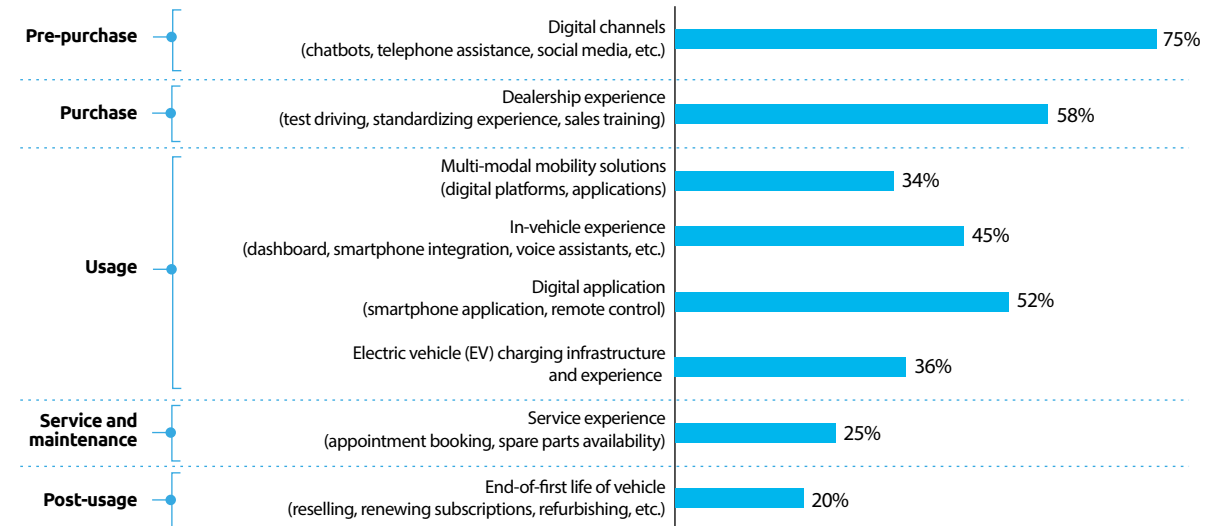 Pre-purchase
Digital channels
(chatbots, telephone assistance, social media, etc.)
75%
Purchase
Dealership experience
(test driving, standardizing experience, sales training)
58%
Usage
Multi-modal mobility solutions
(digital platforms, applications)
34%
In-vehicle experience
(dashboard, smartphone integration, voice assistants, etc.)
45%
Digital application
(smartphone application, remote control)
52%
Electric vehicle (EV) charging infrastructure
and experience
36%
Service and
maintenance
Service experience
(appointment booking, spare parts availability)
25%
Post-usage
End-of-first life of vehicle
(reselling, renewing subscriptions, refurbishing, etc.)
20%